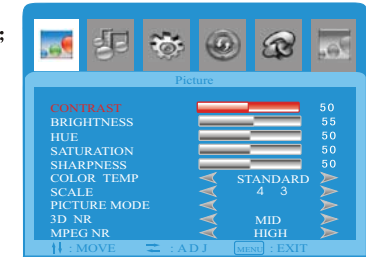 ;
Picture
CONTRAST 50
BRIGHTNESS 55
HUE 50
SATURATION 50
SHARPNESS 50
COLOR TEMP STANDARD
SCALE 4 3
PICTURE MODE
3D NR MID
MPEG NR HIGH
: MOVE : ADJ MENU : EXIT